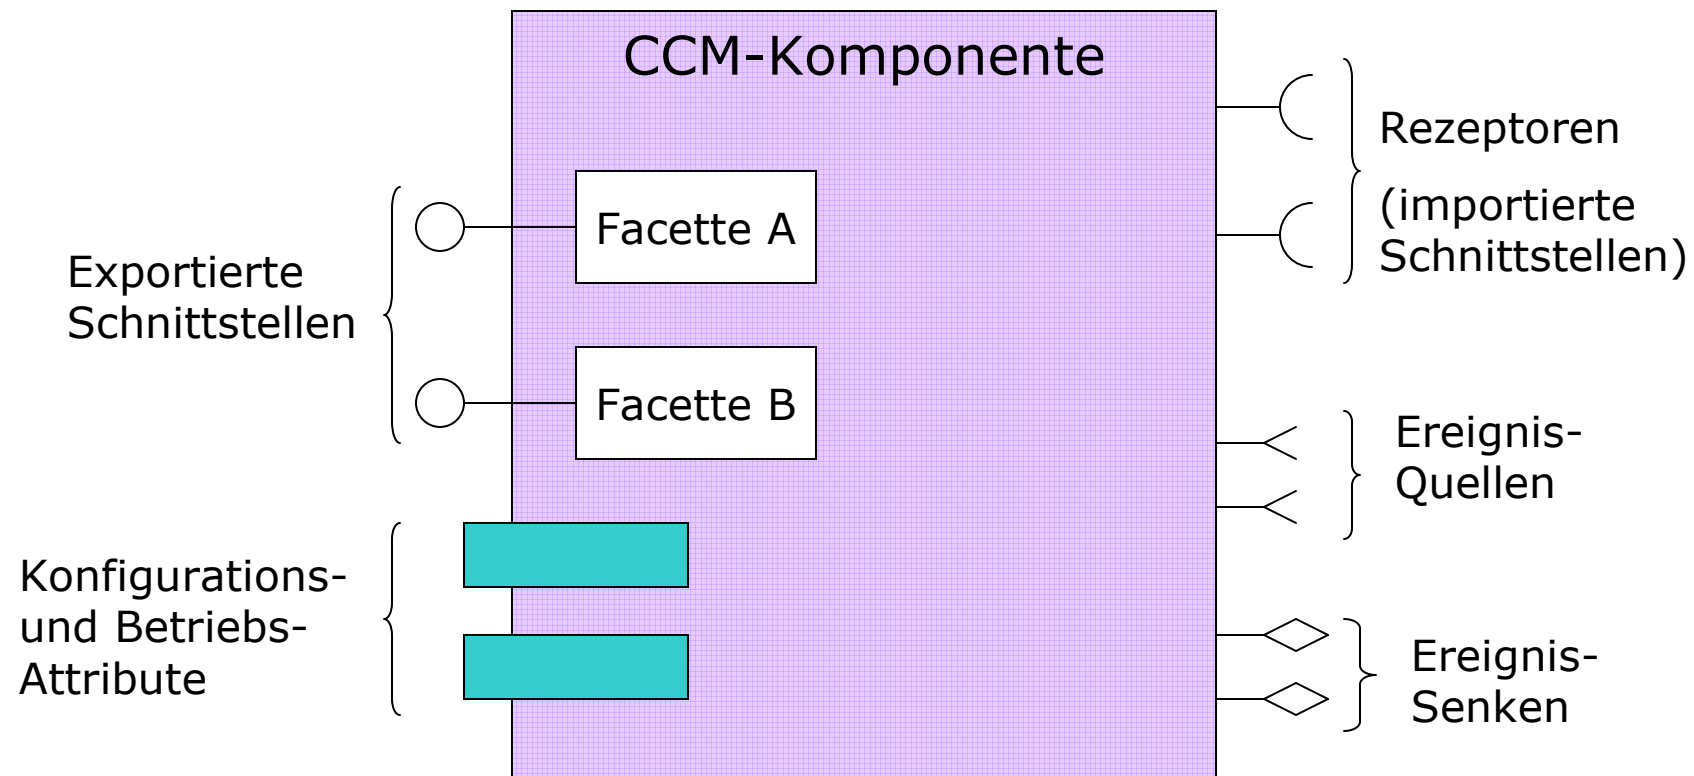 CCM-Komponente
Exportierte
Schnittstellen
Facette A
Facette B
Konfigurations-
und Betriebs-
Attribute
Rezeptoren
(importierte
Schnittstellen)
Ereignis-
Quellen
Ereignis-
Senken